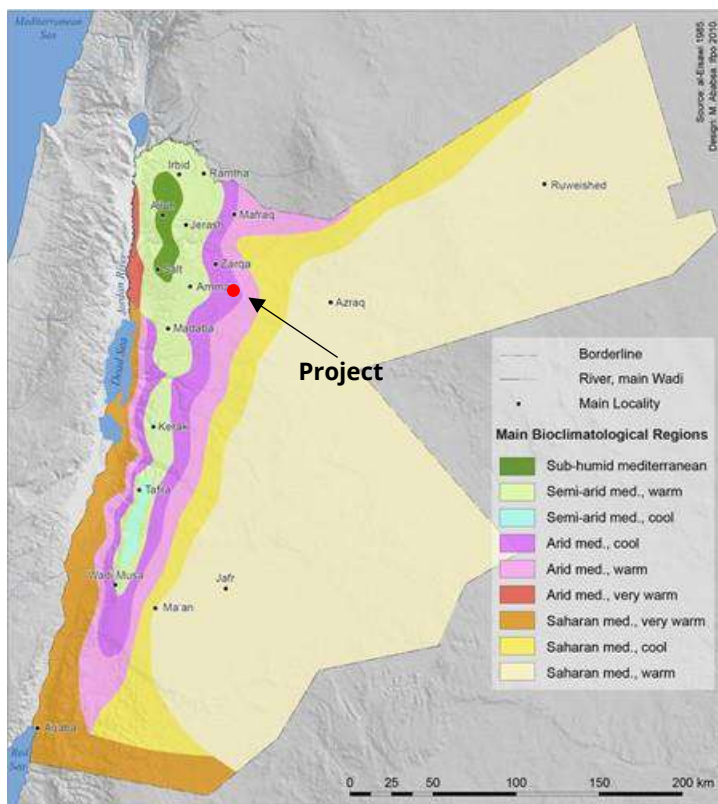 Mediterranean
Sea
Source: al-Eisawi 1985.
Design: M. Ababsa. Ifpo 2010.
Irbid
Ramtha
Ruweished
Ajlun
Mafraq
Jerash
Jordan River
Salt
Zarqa
Amma
Azraq
Madaba
Dead Sea
Project
Kerak
Tafila
Wadi Musa
Jafr
Ma'an
Aqaba
Red
Sea
Borderline
River, main Wadi
Main Locality
Main Bioclimatological Regions
Sub-humid mediterranean
Semi-arid med., warm
Semi-arid med., cool
Arid med., cool
Arid med., warm
Arid med., very warm
Saharan med., very warm
Saharan med., cool
Saharan med., warm
0 25 50 100 150 200 km